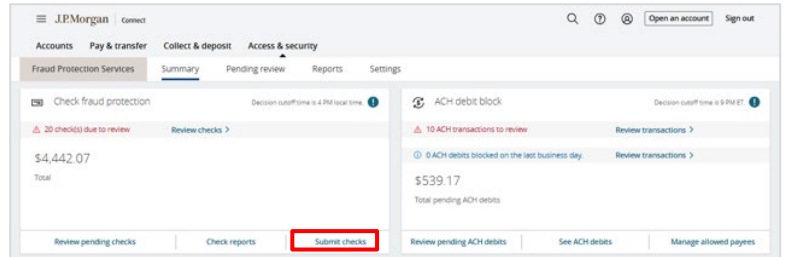 J.P.Morgan | Connect
Open an account
Sign out
Accounts Pay & transfer Collect & deposit Access & security
Fraud Protection Services Summary Pending review Reports Settings
Check fraud protection
Decision cutoff time is 4 PM local time.
20 check(s) due to review
Review checks >
$4,442.07
Total
Review pending checks
Check reports
Submit checks
ACH debit block
Decision cutoff time is 9 PM ET.
10 ACH transactions to review
Review transactions >
0 ACH debits blocked on the last business day.
Review transactions >
$539.17
Total pending ACH debits
Review pending ACH debits
See ACH debits
Manage allowed payees